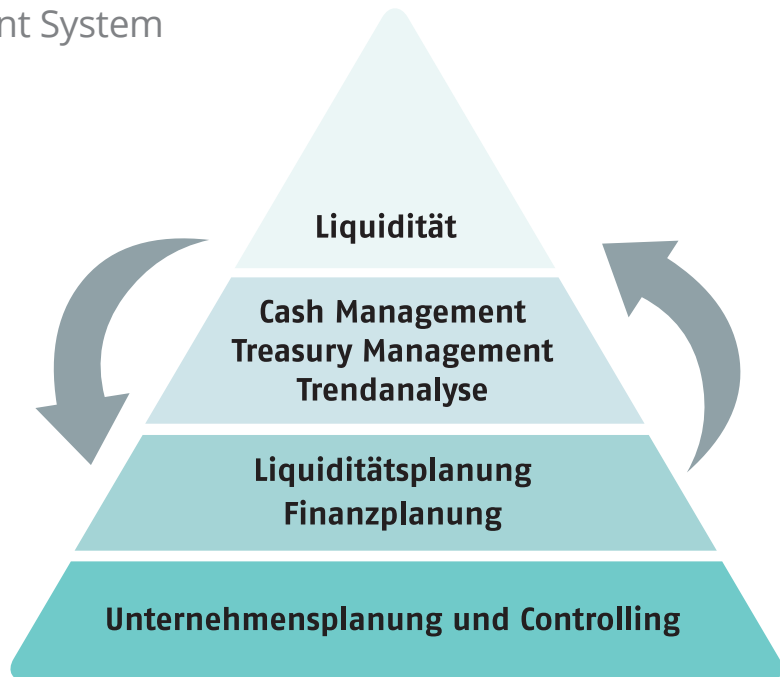 nt System
Liquidität
Cash Management
Treasury Management
Trendanalyse
Liquiditätsplanung
Finanzplanung
Unternehmensplanung und Controlling